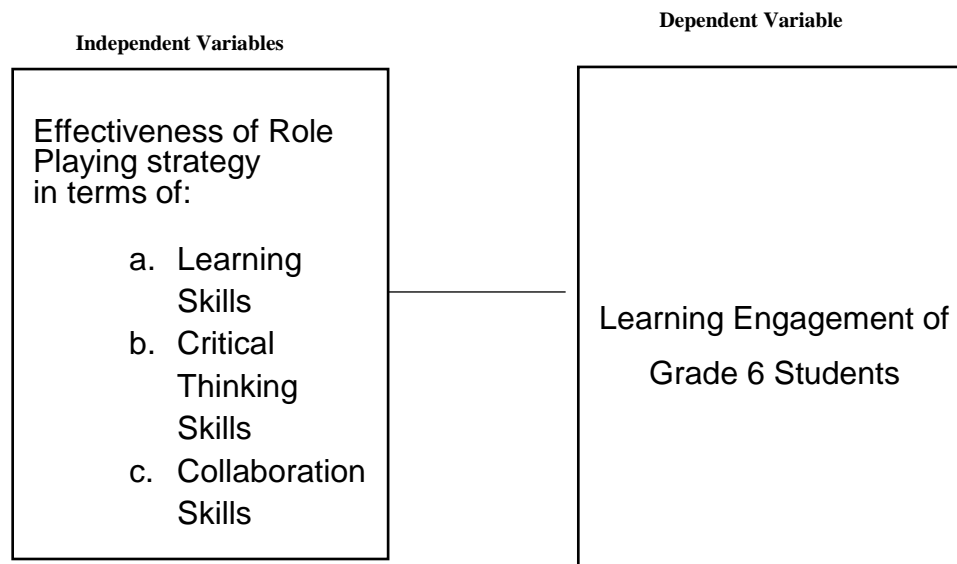 Independent Variables
Effectiveness of Role
Playing strategy
in terms of:
a. Learning
Skills
b. Critical
Thinking
Skills
c. Collaboration
Skills
Dependent Variable
Learning Engagement of
Grade 6 Students